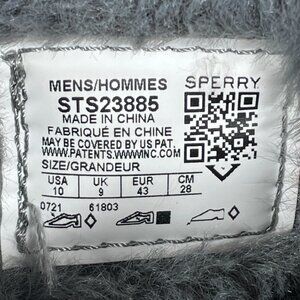 MENS/HOMMES SPERRY
STS23885
MADE IN CHINA
FABRIQUÉ EN CHINE
MAY BE COVERED BY US PAT.
WWW.PATENTS.WWWINC.COM
SIZE/GRANDEUR
USA UK EUR CM
10 9 43 28
0721 61803